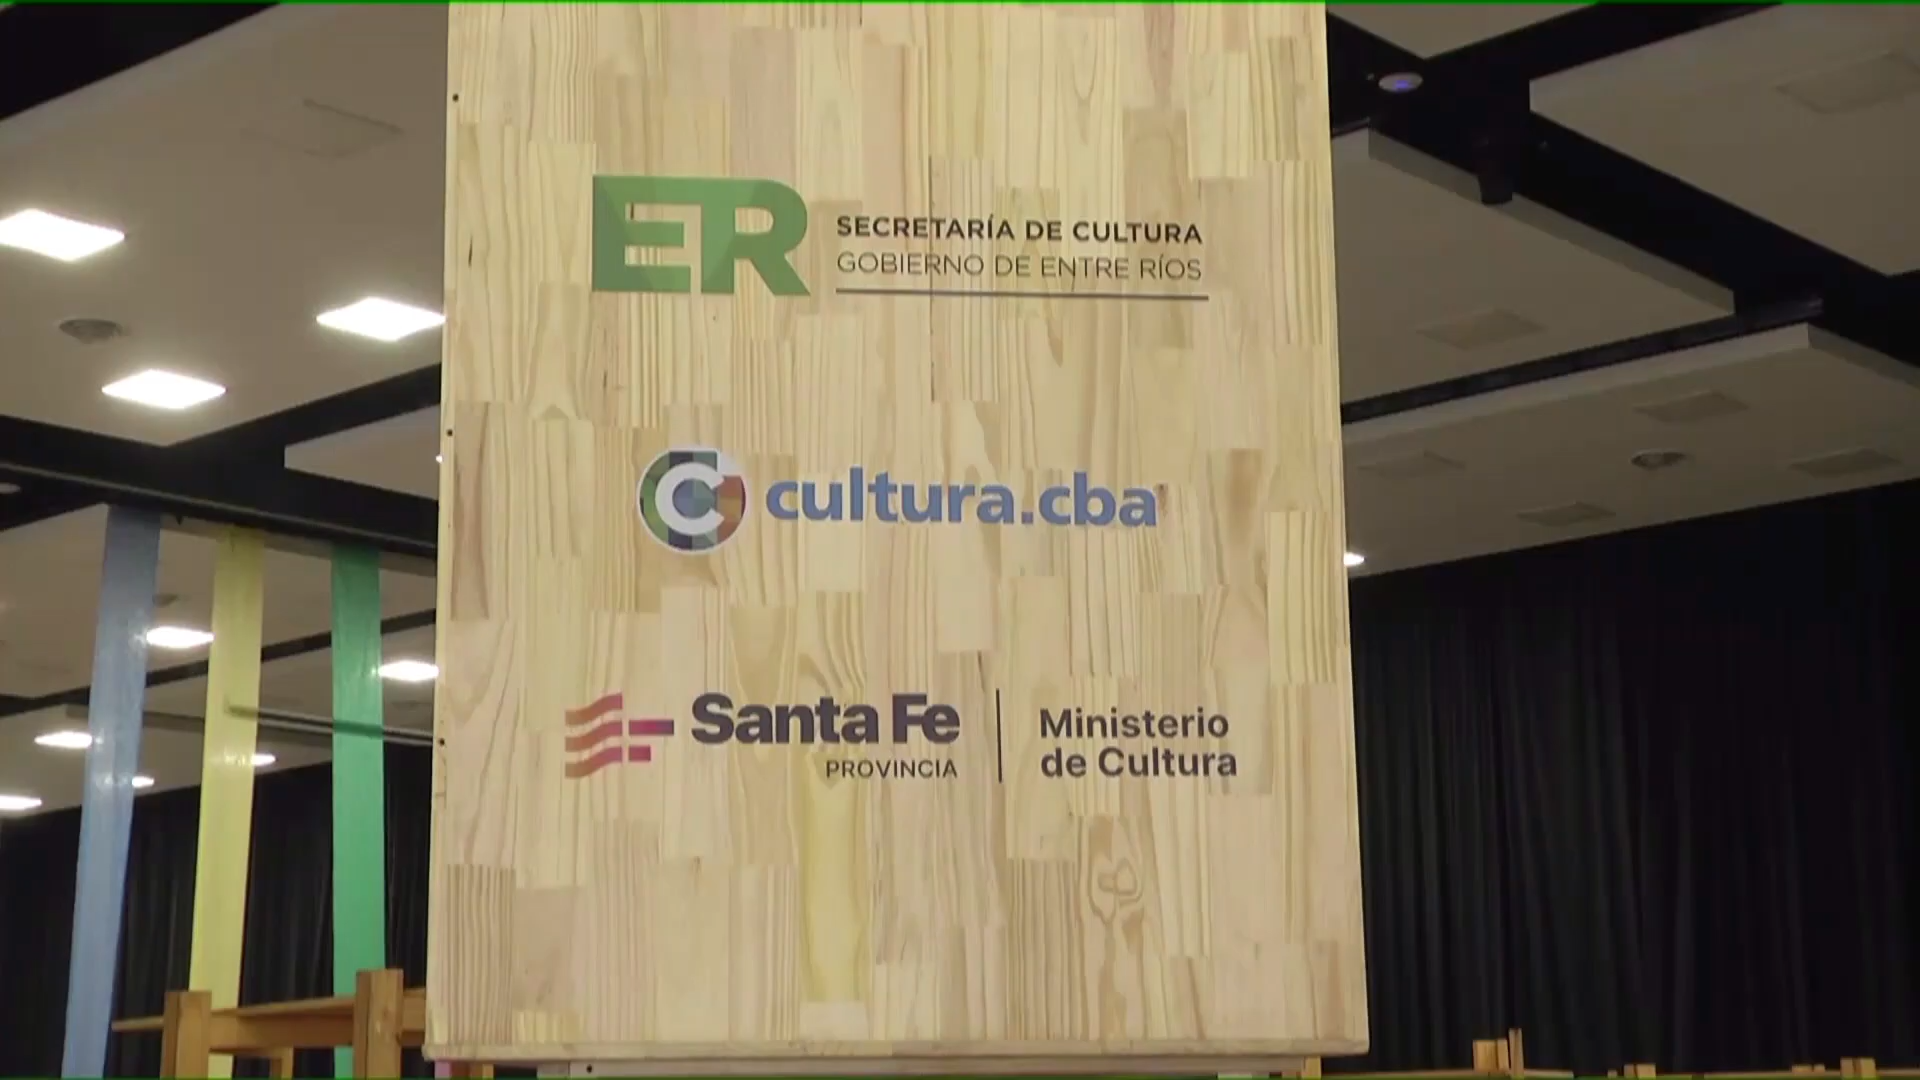 ER
SECRETARÍA DE CULTURA
GOBIERNO DE ENTRE RÍOS
C cultura.cba
Santa Fe
PROVINCIA
Ministerio
de Cultura